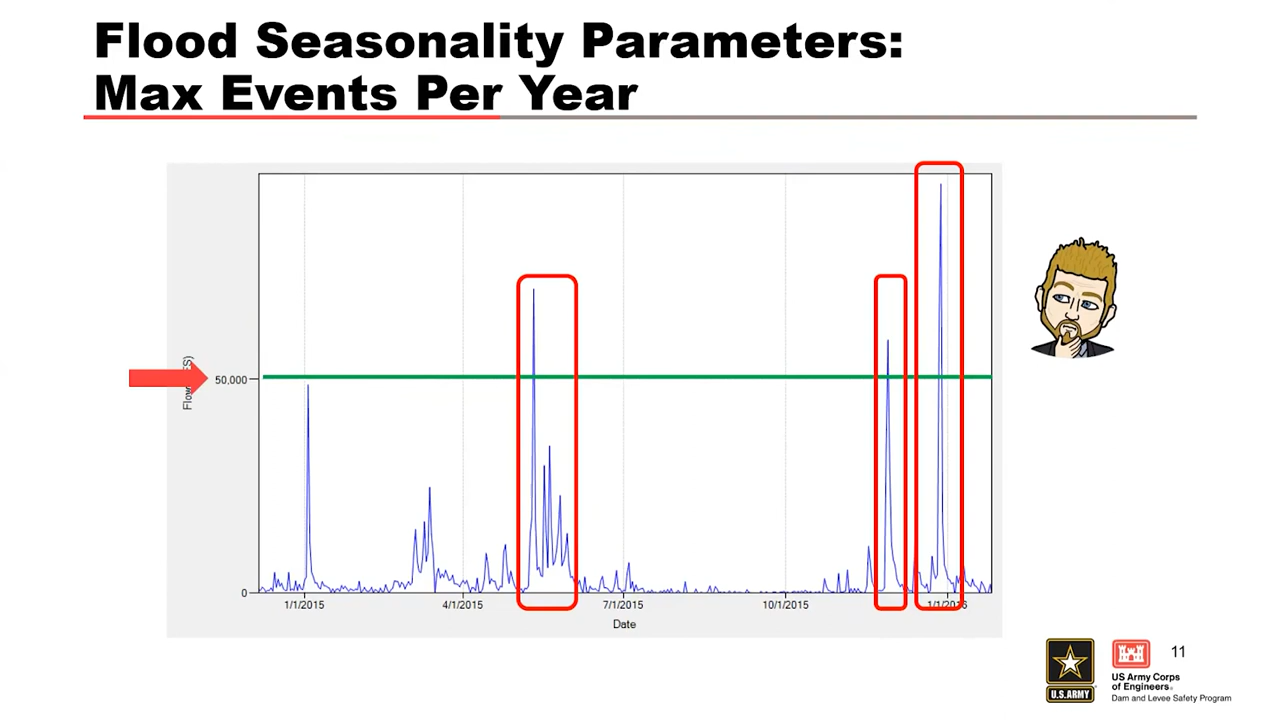 Flood Seasonality Parameters:
Max Events Per Year
50,000
0
1/1/2015
4/1/2015
7/1/2015
10/1/2015
Date
11
U.S.ARMY
US Army Corps
of Engineers®
Dam and Levee Safety Program